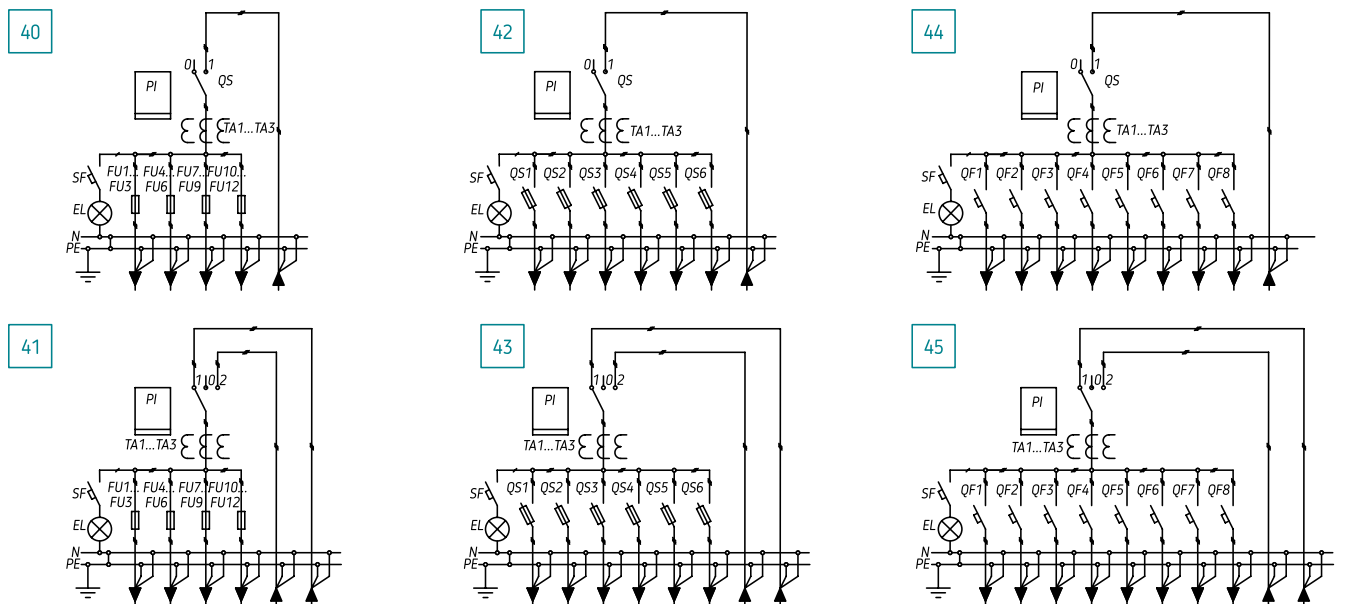 40
0 1
QS
PI
TA1...TA3
FU1... FU4... FU7... FU10...
FU3 FU6 FU9 FU12
SF
EL
N
PE
42
0 1
QS
PI
TA1...TA3
QS1 QS2 QS3 QS4 QS5 QS6
SF
EL
N
PE
44
0 1
QS
PI
TA1...TA3
QF1 QF2 QF3 QF4 QF5 QF6 QF7 QF8
SF
EL
N
PE
41
1 0 2
PI
TA1...TA3
FU1... FU4... FU7... FU10...
FU3 FU6 FU9 FU12
SF
EL
N
PE
43
1 0 2
PI
TA1...TA3
QS1 QS2 QS3 QS4 QS5 QS6
SF
EL
N
PE
45
1 0 2
PI
TA1...TA3
QF1 QF2 QF3 QF4 QF5 QF6 QF7 QF8
SF
EL
N
PE